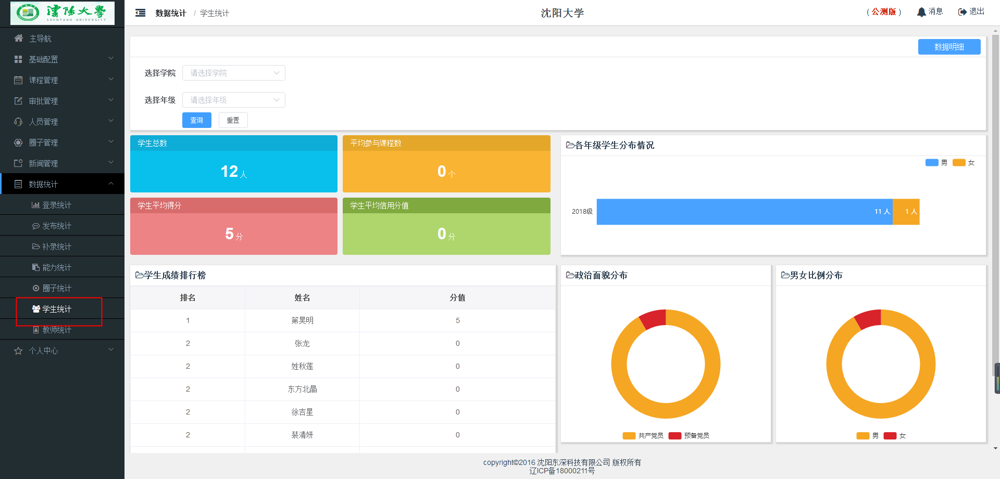 瀋陽大學
SHENYANG UNIVERSITY
数据统计 / 学生统计
沈阳大学
( 公测版 )
消息
退出
主导航
基础配置
课程管理
审批管理
人员管理
圈子管理
新闻管理
数据统计
登录统计
发布统计
补录统计
能力统计
圈子统计
学生统计
教师统计
个人中心
数据明细
选择学院 请选择学院
选择年级 请选择年级
查询 重置
学生总数
12 人
平均参与课程数
0 个
学生平均得分
5 分
学生平均信用分值
0 分
各年级学生分布情况
男 女
2018级 11 人 1 人
学生成绩排行榜
排名 姓名 分值
1 第昊明 5
2 张龙 0
2 姓秋莲 0
2 东方北晶 0
2 徐吉星 0
2 裴清妍 0
政治面貌分布
共产党员 预备党员
男女比例分布
男 女
copyright©2016 沈阳东深科技有限公司 版权所有
辽ICP备18000211号